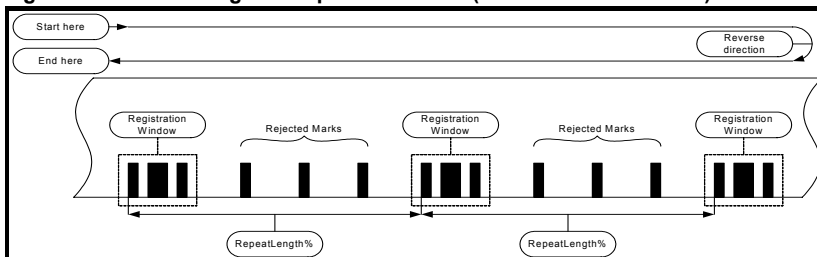 Start here
Reverse
direction
End here
Registration
Window
Rejected Marks
Registration
Window
Rejected Marks
Registration
Window
RepeatLength%
RepeatLength%